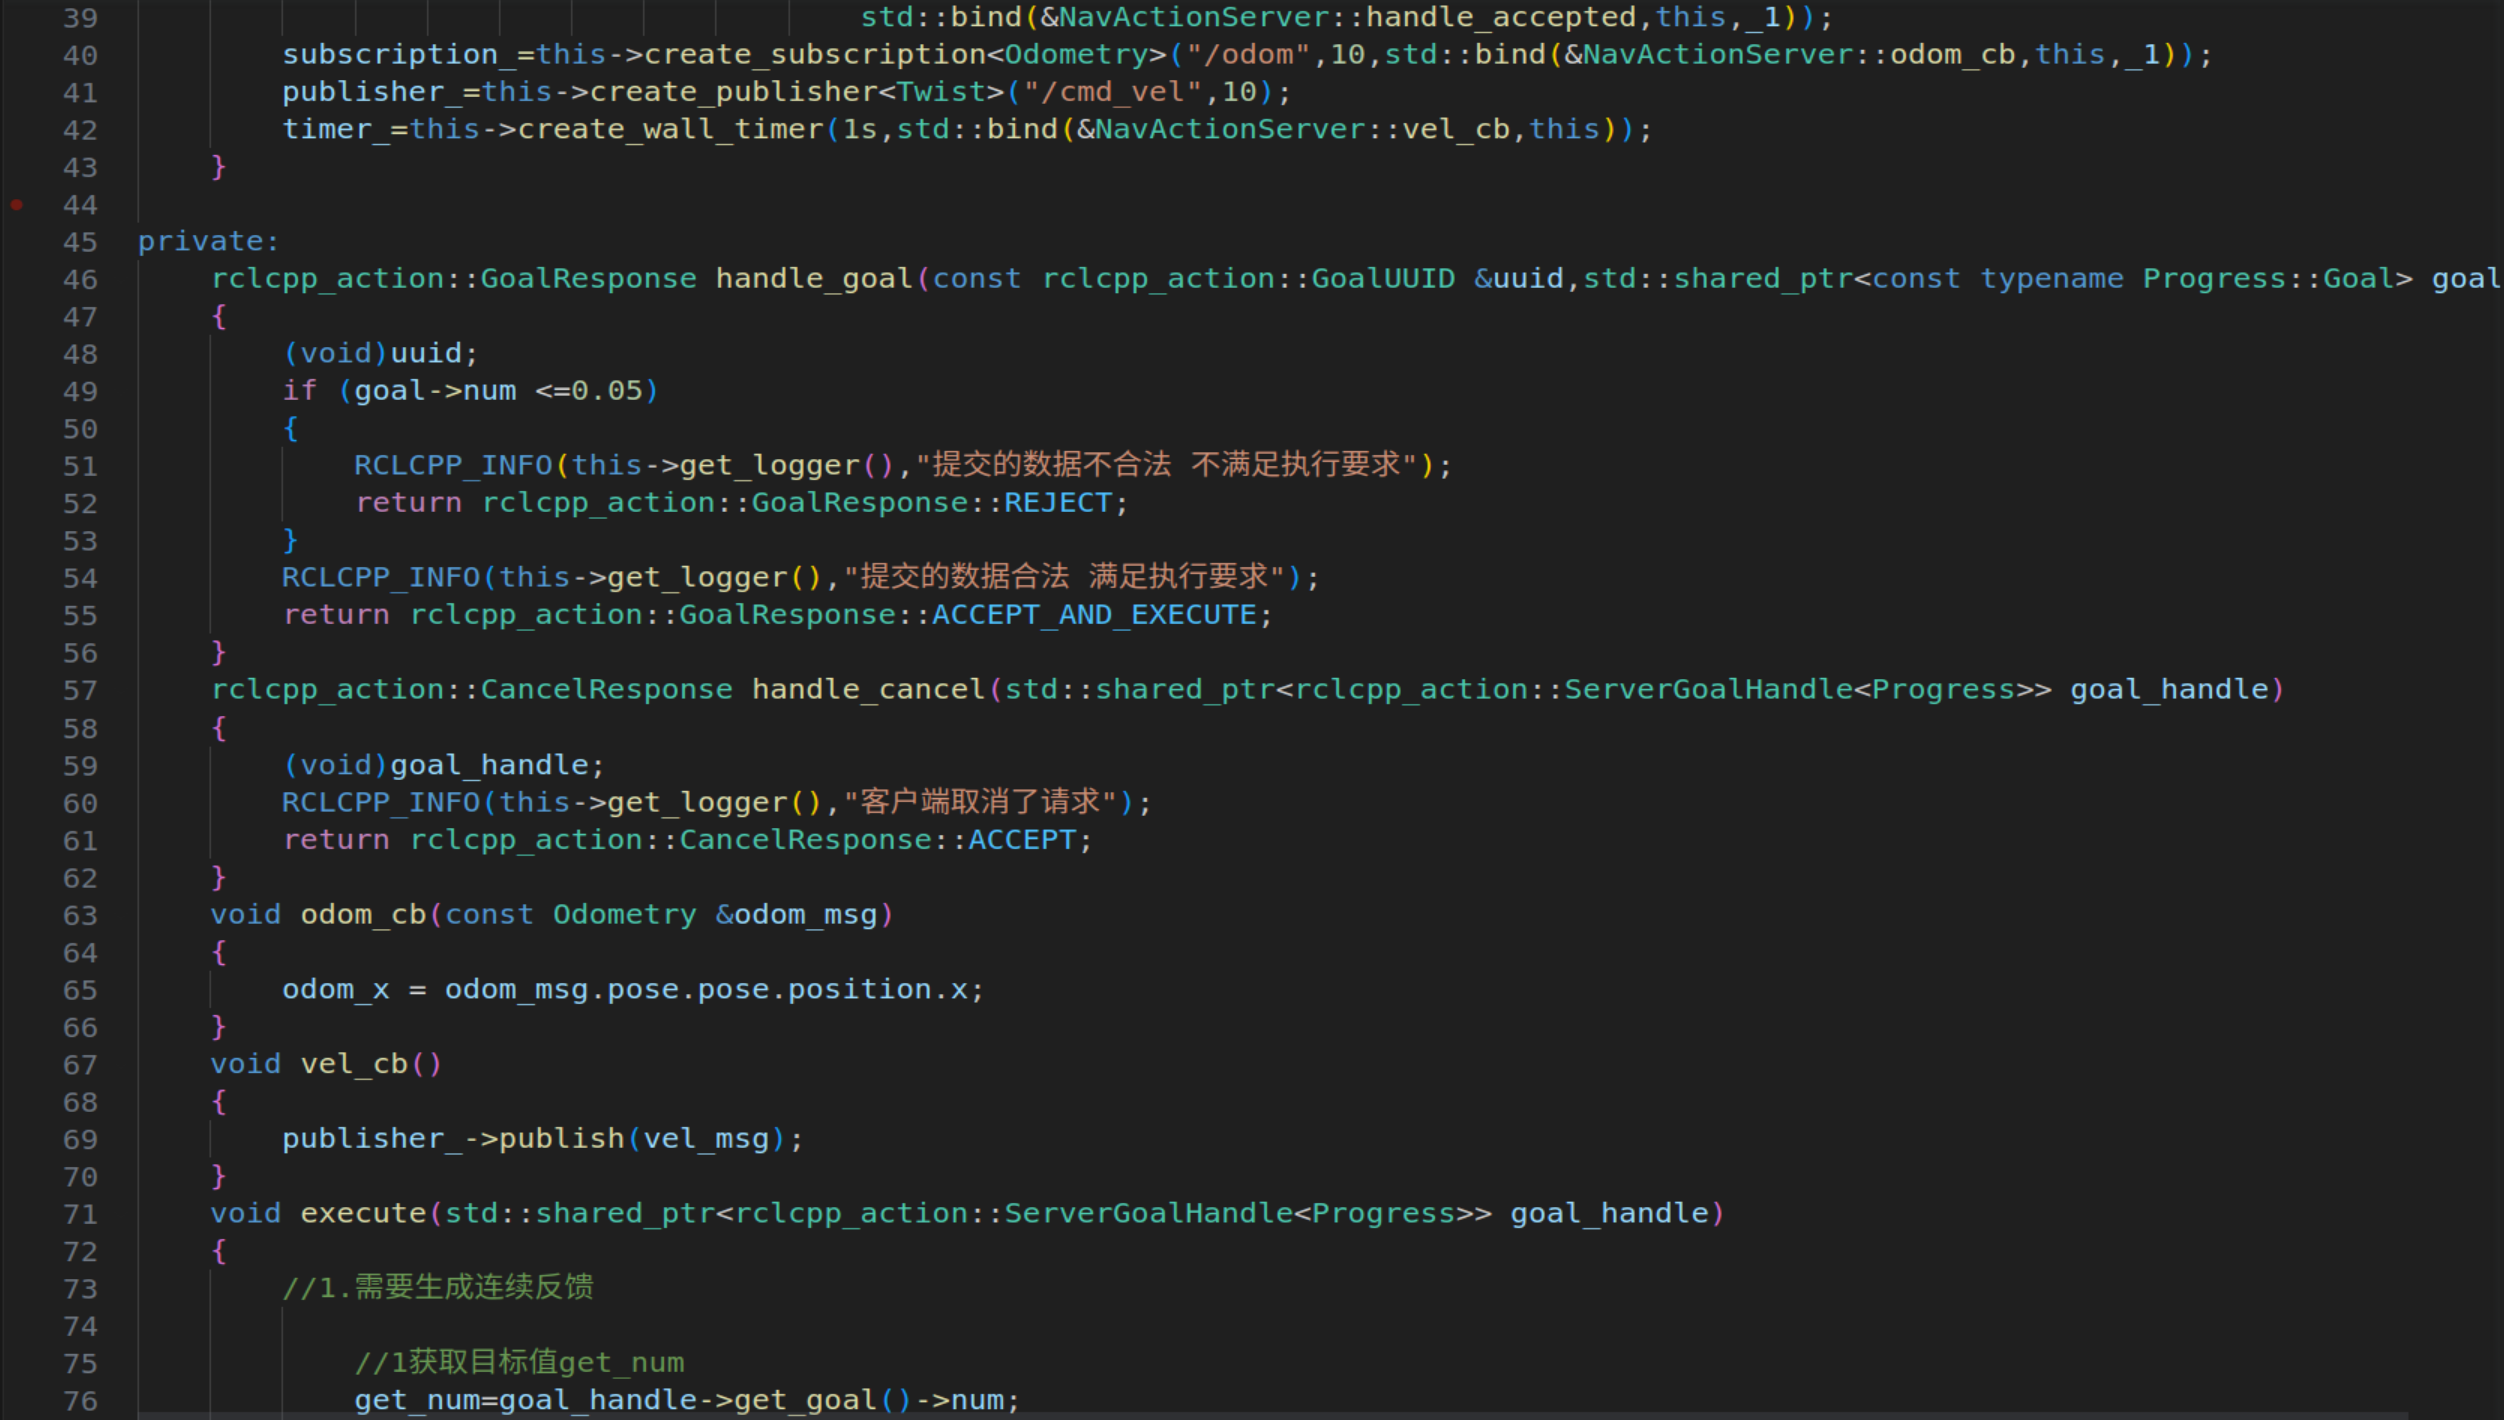 39 std::bind(&NavActionServer::handle_accepted,this,_1));
40 subscription_=this->create_subscription<Odometry>("/odom",10,std::bind(&NavActionServer::odom_cb,this,_1));
41 publisher_=this->create_publisher<Twist>("/cmd_vel",10);
42 timer_=this->create_wall_timer(1s,std::bind(&NavActionServer::vel_cb,this));
43 }
44
45 private:
46 rclcpp_action::GoalResponse handle_goal(const rclcpp_action::GoalUUID &uuid,std::shared_ptr<const typename Progress::Goal> goal
47 {
48 (void)uuid;
49 if (goal->num <=0.05)
50 {
51 RCLCPP_INFO(this->get_logger(),"提交的数据不合法 不满足执行要求");
52 return rclcpp_action::GoalResponse::REJECT;
53 }
54 RCLCPP_INFO(this->get_logger(),"提交的数据合法 满足执行要求");
55 return rclcpp_action::GoalResponse::ACCEPT_AND_EXECUTE;
56 }
57 rclcpp_action::CancelResponse handle_cancel(std::shared_ptr<rclcpp_action::ServerGoalHandle<Progress>> goal_handle)
58 {
59 (void)goal_handle;
60 RCLCPP_INFO(this->get_logger(),"客户端取消了请求");
61 return rclcpp_action::CancelResponse::ACCEPT;
62 }
63 void odom_cb(const Odometry &odom_msg)
64 {
65 odom_x = odom_msg.pose.pose.position.x;
66 }
67 void vel_cb()
68 {
69 publisher_->publish(vel_msg);
70 }
71 void execute(std::shared_ptr<rclcpp_action::ServerGoalHandle<Progress>> goal_handle)
72 {
73 //1.需要生成连续反馈
74
75 //1获取目标值get_num
76 get_num=goal_handle->get_goal()->num;